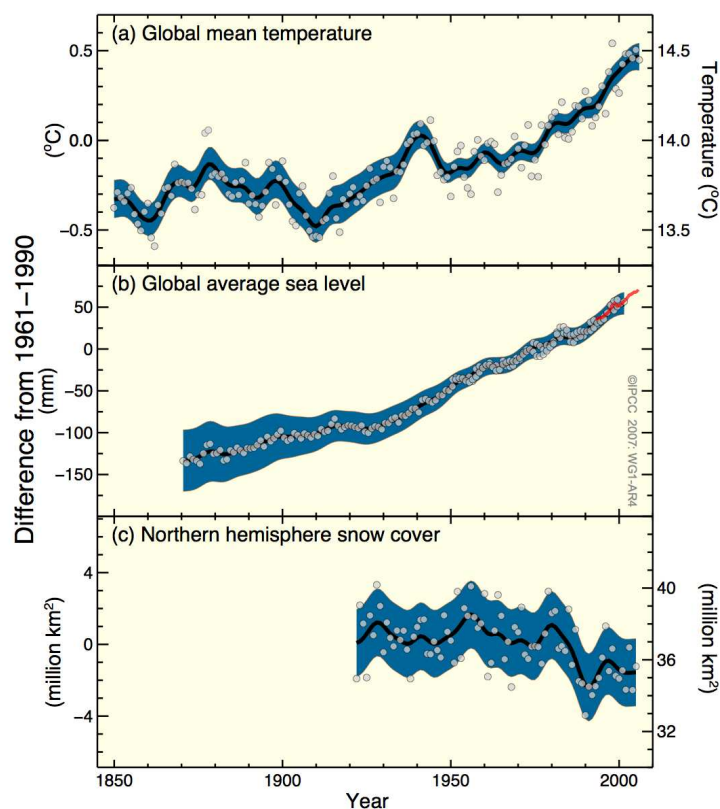 (a) Global mean temperature
0.5
0.0
−0.5
(°C)
14.5
14.0
13.5
Temperature (°C)
Difference from 1961–1990
(b) Global average sea level
50
0
−50
−100
−150
(mm)
©IPCC 2007: WG1-AR4
(c) Northern hemisphere snow cover
4
0
−4
(million km²)
40
36
32
(million km²)
1850
1900
1950
2000
Year